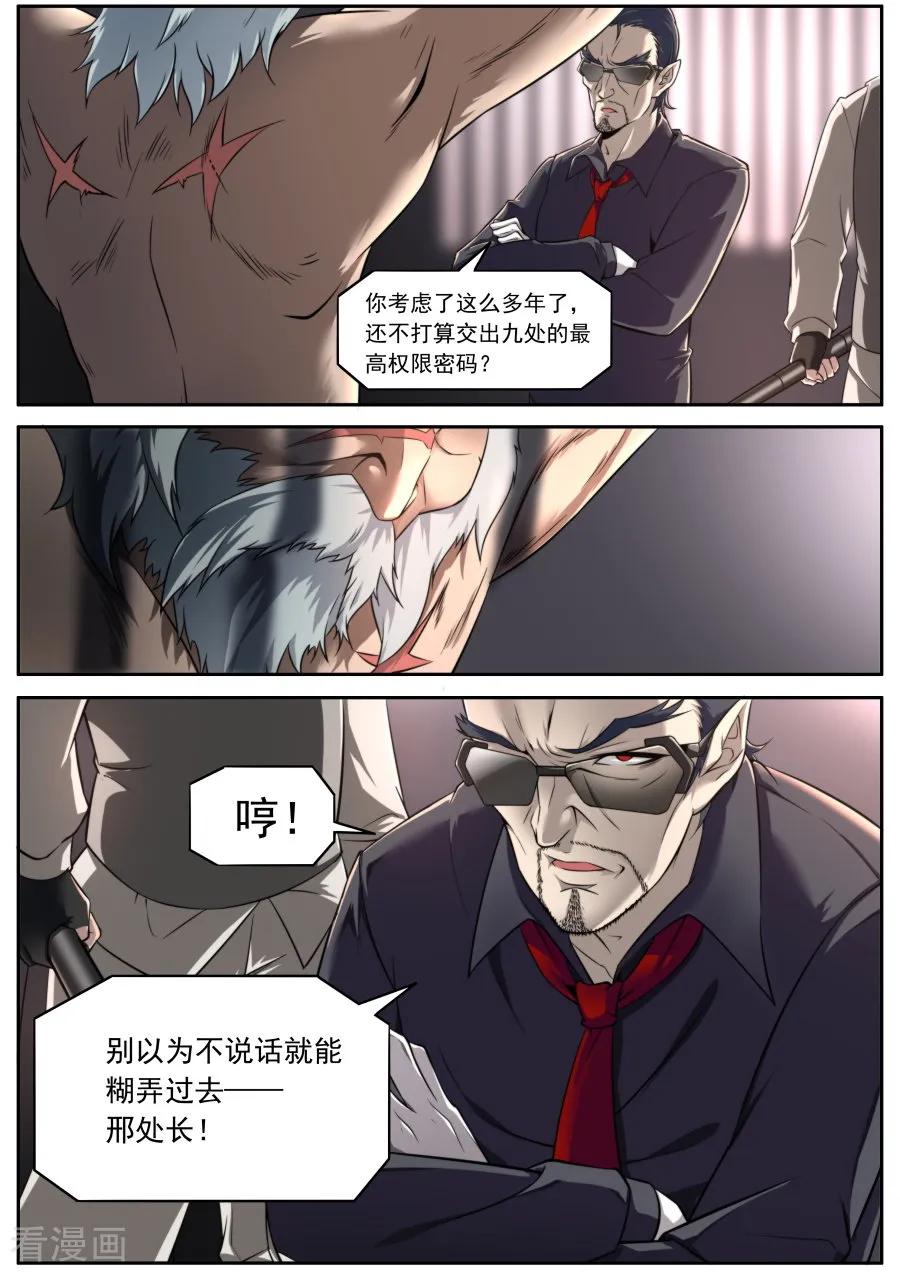 你考虑了这么多年了，
还不打算交出九处的最
高权限密码？
哼！
别以为不说话就能
糊弄过去——
邢处长！
看漫画